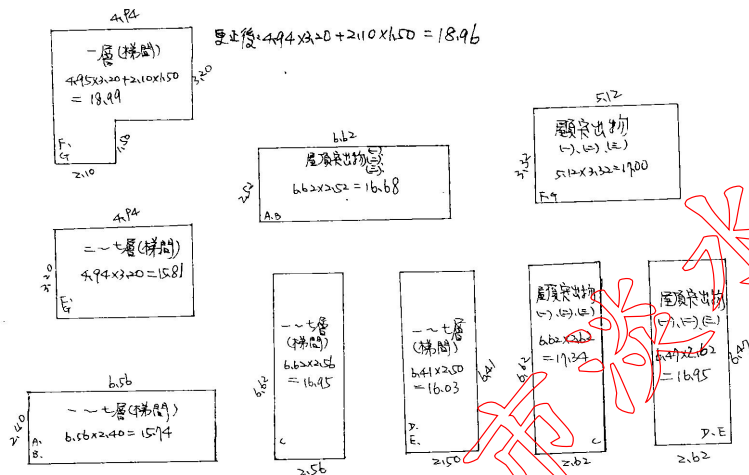 4.94
更正後:4.94×3.20+2.10×1.50=18.96
一層(梯間)
4.95×3.20+2.10×1.50
=18.99
3.20
1.50
F、
G
2.10
6.62
屋頂突出物(一)、(二)、(三)、
6.62×2.52=16.68
2.52
A.B
5.12
屋頂突出物
(一)、(二)、(三)
5.12×3.32=17.00
3.32
F.G
4.94
二~七層(梯間)
4.94×3.20=15.81
3.20
F、
G
一~七層
(梯間)
6.62×2.56
=16.95
6.62
C
2.56
一~七層
(梯間)
6.41×2.50
=16.03
6.41
D.
E.
2.50
屋頂突出物
(一)、(二)、(三)
6.62×2.62
=17.34
6.62
C
2.62
屋頂突出物
(一)、(二)、(三)
6.47×2.62
=16.95
6.47
D.E
2.62
6.56
一~七層(梯間)
6.56×2.40=15.74
2.40
A.
B.